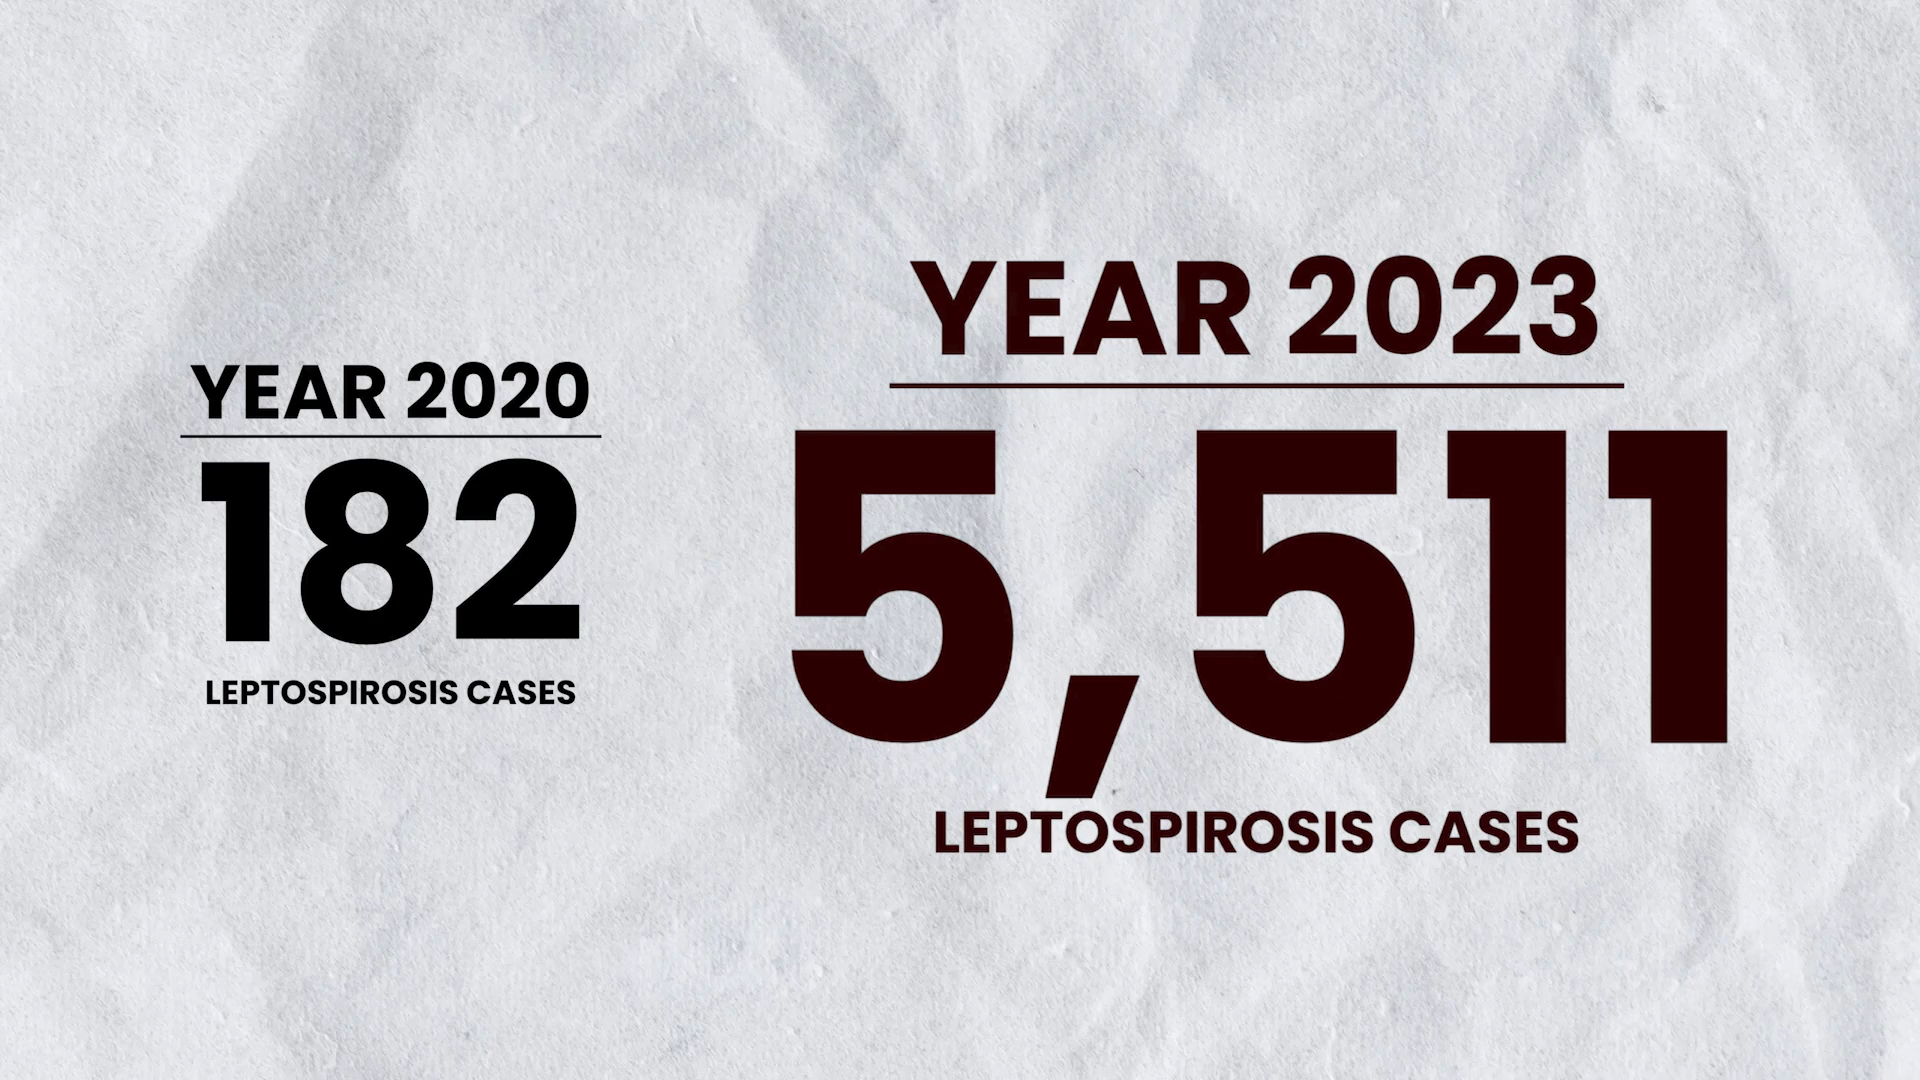 YEAR 2020
182
LEPTOSPIROSIS CASES
YEAR 2023
5,511
LEPTOSPIROSIS CASES